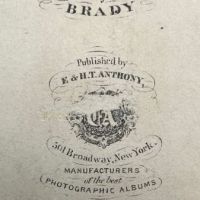 BRADY
Published by
E & H.T. ANTHONY,
501 Broadway, New York.
MANUFACTURERS
of the best
PHOTOGRAPHIC ALBUMS